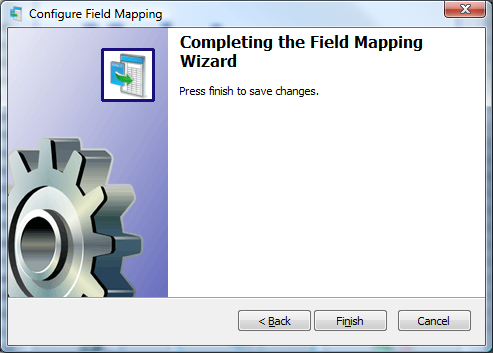 Configure Field Mapping
Completing the Field Mapping
Wizard
Press finish to save changes.
< Back
Finish
Cancel